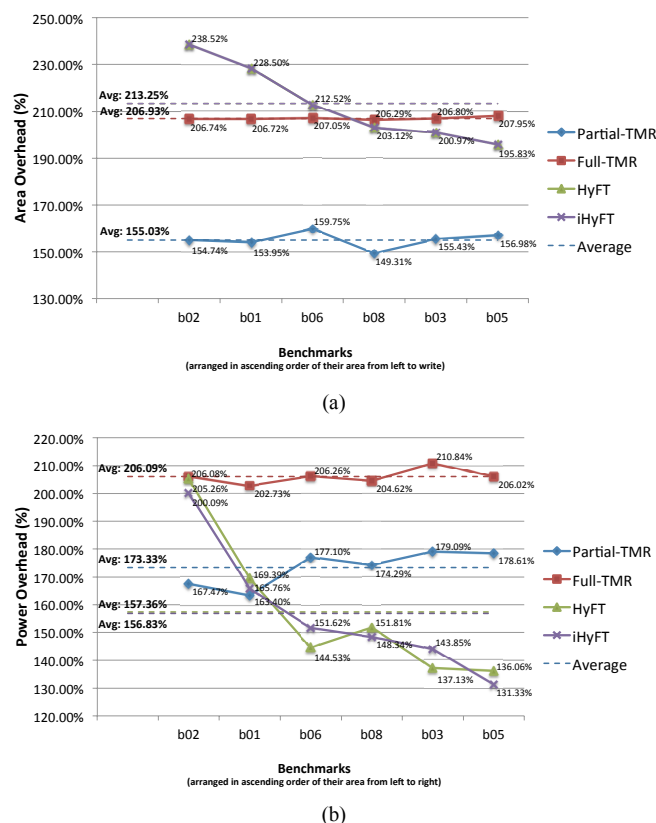 250.00%
238.52%
230.00%
228.50%
Avg: 213.25%
212.52%
210.00%
Avg: 206.93%
206.74%
206.72%
207.05%
206.29%
206.80%
207.95%
203.12%
200.97%
195.83%
190.00%
170.00%
Avg: 155.03%
159.75%
154.74%
153.95%
149.31%
155.43%
156.98%
150.00%
130.00%
Area Overhead (%)
b02 b01 b06 b08 b03 b05
Benchmarks
(arranged in ascending order of their area from left to write)
Partial-TMR
Full-TMR
HyFT
iHyFT
Average
(a)
220.00%
210.00%
Avg: 206.09%
206.08%
206.26%
210.84%
205.26%
202.73%
204.62%
206.02%
200.00%
200.09%
190.00%
180.00%
Avg: 173.33%
177.10%
179.09%
178.61%
174.29%
170.00%
167.47%
169.39%
165.76%
163.40%
160.00%
Avg: 157.36%
Avg: 156.83%
151.62%
151.81%
150.00%
148.34%
144.53%
143.85%
140.00%
137.13%
136.06%
131.33%
130.00%
120.00%
Power Overhead (%)
b02 b01 b06 b08 b03 b05
Benchmarks
(arranged in ascending order of their area from left to right)
Partial-TMR
Full-TMR
HyFT
iHyFT
Average
(b)